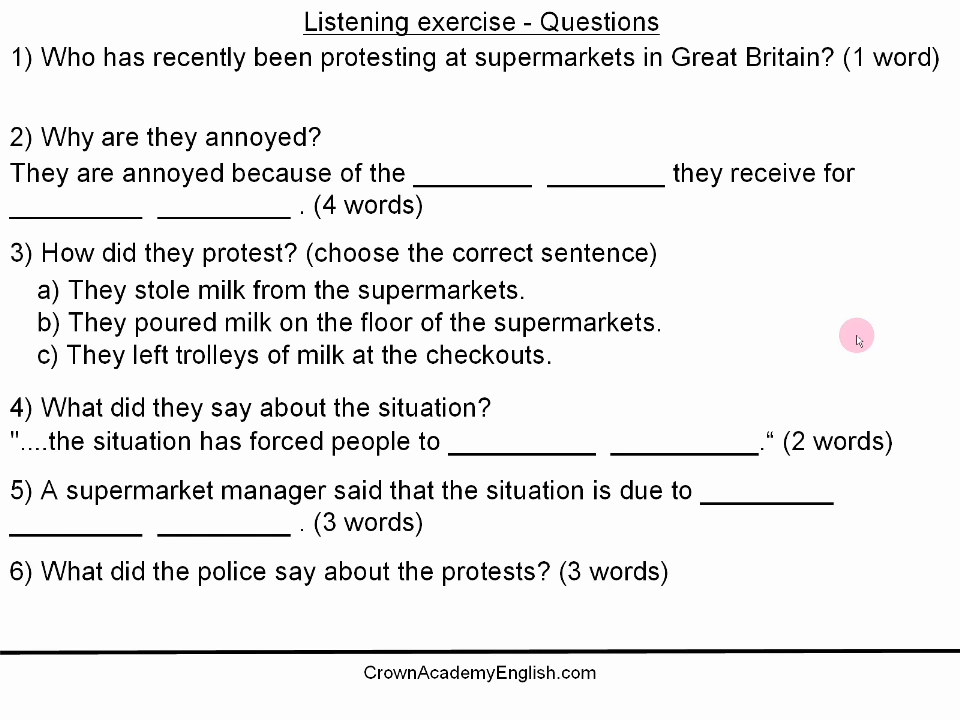 Listening exercise - Questions
1) Who has recently been protesting at supermarkets in Great Britain? (1 word)
2) Why are they annoyed?
They are annoyed because of the ________ ________ they receive for
_________ _________ . (4 words)
3) How did they protest? (choose the correct sentence)
a) They stole milk from the supermarkets.
b) They poured milk on the floor of the supermarkets.
c) They left trolleys of milk at the checkouts.
4) What did they say about the situation?
"....the situation has forced people to __________ __________.“ (2 words)
5) A supermarket manager said that the situation is due to _________
_________ _________ . (3 words)
6) What did the police say about the protests? (3 words)
CrownAcademyEnglish.com